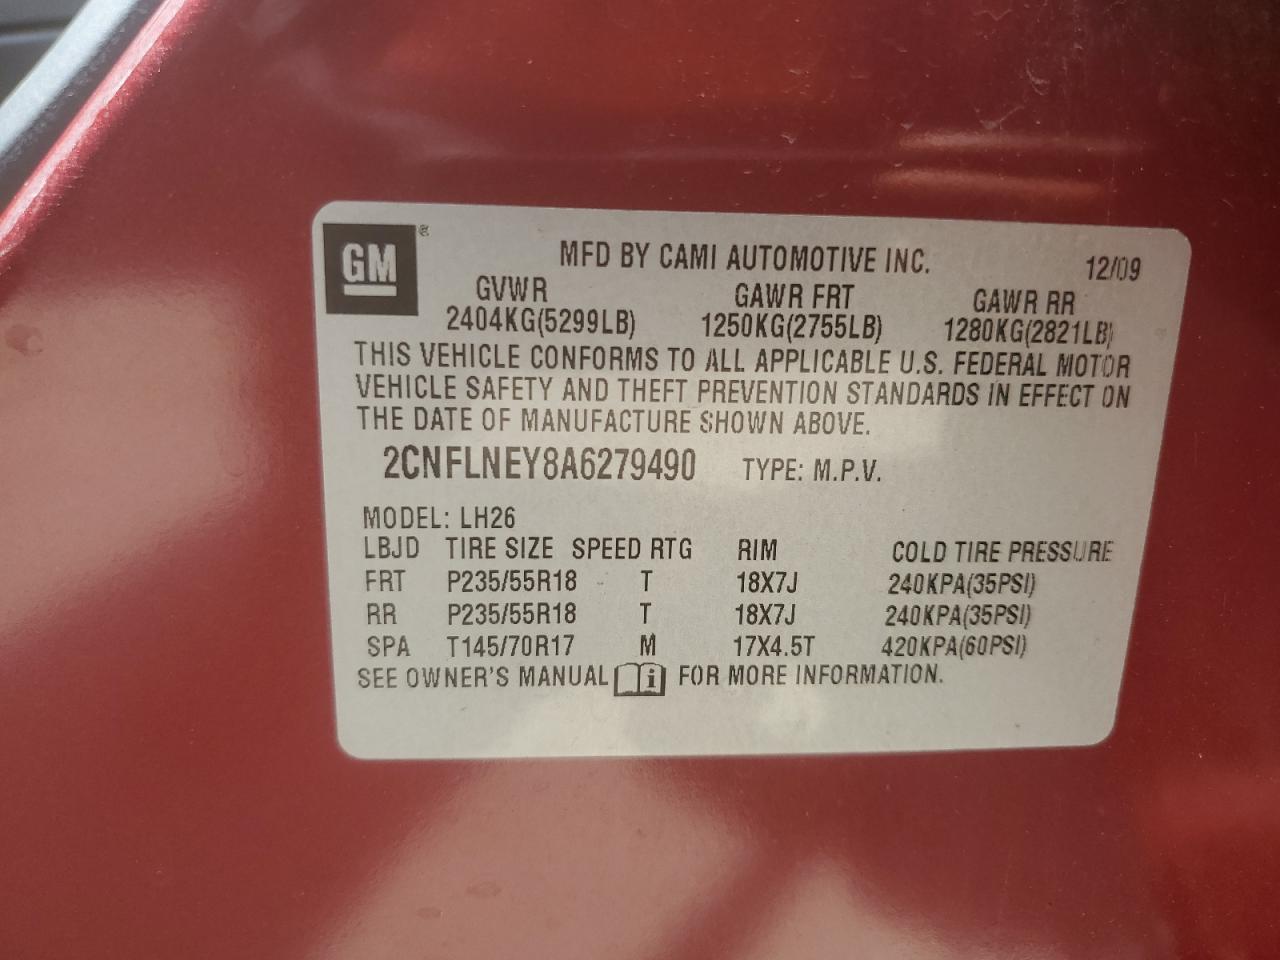 GM®
MFD BY CAMI AUTOMOTIVE INC. 12/09
GVWR GAWR FRT GAWR RR
2404KG(5299LB) 1250KG(2755LB) 1280KG(2821LB)
THIS VEHICLE CONFORMS TO ALL APPLICABLE U.S. FEDERAL MOTOR
VEHICLE SAFETY AND THEFT PREVENTION STANDARDS IN EFFECT ON
THE DATE OF MANUFACTURE SHOWN ABOVE.
2CNFLNEY8A6279490 TYPE: M.P.V.
MODEL: LH26
LBJD TIRE SIZE SPEED RTG RIM COLD TIRE PRESSURE
FRT P235/55R18 T 18X7J 240KPA(35PSI)
RR P235/55R18 T 18X7J 240KPA(35PSI)
SPA T145/70R17 M 17X4.5T 420KPA(60PSI)
SEE OWNER'S MANUAL i FOR MORE INFORMATION.